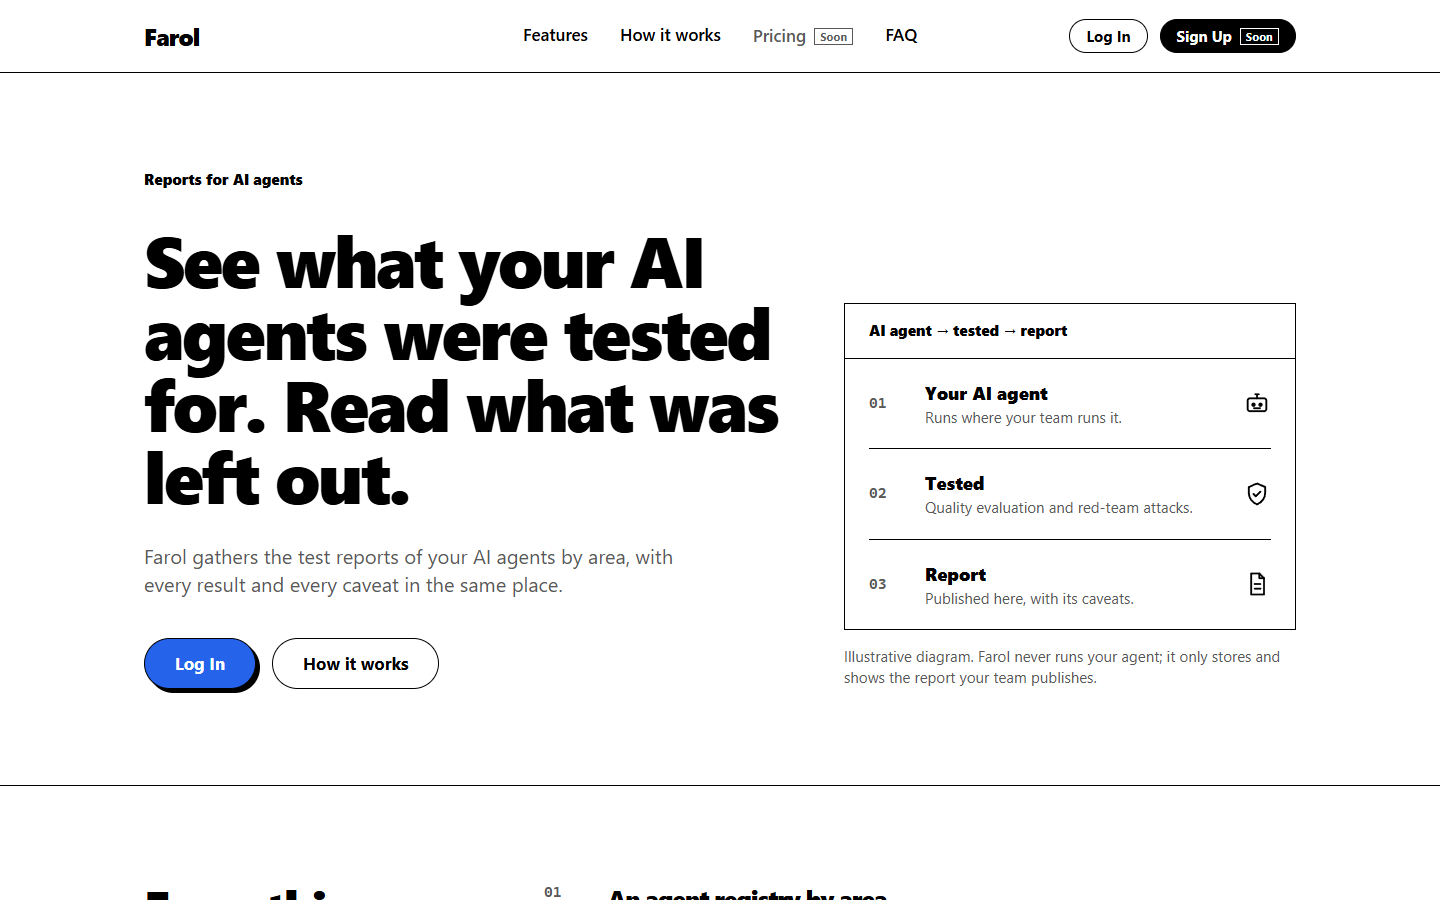 Farol
Features
How it works
Pricing Soon
FAQ
Log In
Sign Up Soon
Reports for AI agents
See what your AI
agents were tested
for. Read what was
left out.
Farol gathers the test reports of your AI agents by area, with
every result and every caveat in the same place.
Log In
How it works
AI agent → tested → report
01
Your AI agent
Runs where your team runs it.
02
Tested
Quality evaluation and red-team attacks.
03
Report
Published here, with its caveats.
Illustrative diagram. Farol never runs your agent; it only stores and
shows the report your team publishes.
01
An agent registry by area